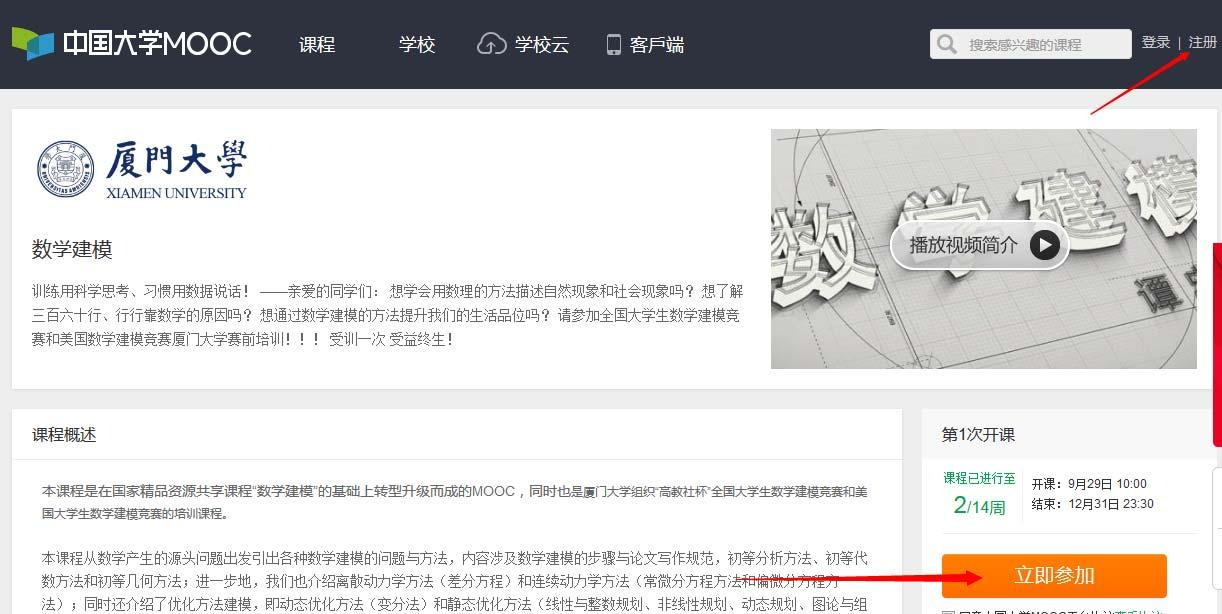 中国大学MOOC 课程 学校 学校云 客戶端 搜索感兴趣的课程 登录 | 注册
厦門大學
XIAMEN UNIVERSITY
数学建模
训练用科学思考、习惯用数据说话！ ——亲爱的同学们： 想学会用数理的方法描述自然现象和社会现象吗？ 想了解
三百六十行、行行靠数学的原因吗？ 想通过数学建模的方法提升我们的生活品位吗？ 请参加全国大学生数学建模竞
赛和美国数学建模竞赛厦门大学赛前培训！！！ 受训一次 受益终生！
数学建模
播放视频简介
课程概述
本课程是在国家精品资源共享课程“数学建模”的基础上转型升级而成的MOOC，同时也是厦门大学组织“高教社杯”全国大学生数学建模竞赛和美
国大学生数学建模竞赛的培训课程。
本课程从数学产生的源头问题出发引出各种数学建模的问题与方法，内容涉及数学建模的步骤与论文写作规范，初等分析方法、初等代
数方法和初等几何方法；进一步地，我们也介绍离散动力学方法（差分方程）和连续动力学方法（常微分方程方法和偏微分方程方
法）；同时还介绍了优化方法建模，即动态优化方法（变分法）和静态优化方法（线性与整数规划、非线性规划、动态规划、图论与组
第1次开课
课程已进行至
2/14周
开课：9月29日 10:00
结束：12月31日 23:30
立即参加